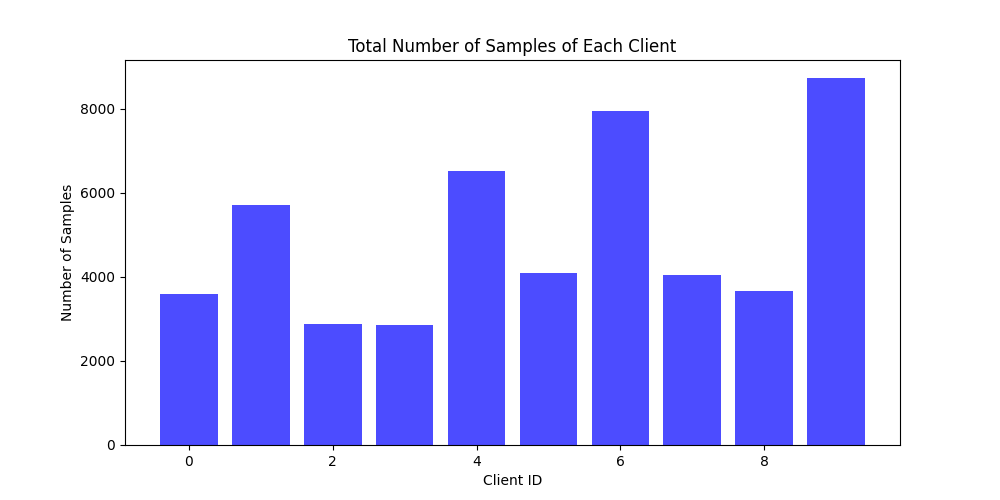 Total Number of Samples of Each Client
8000
6000
4000
2000
0
Number of Samples
0 2 4 6 8
Client ID